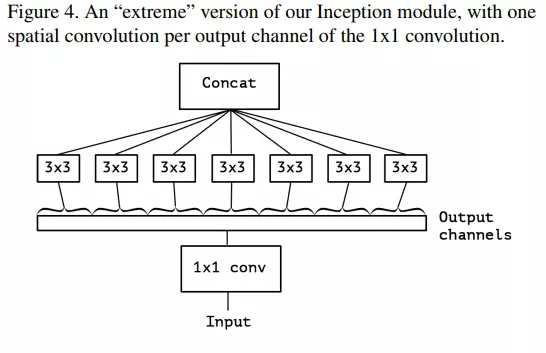 Figure 4. An “extreme” version of our Inception module, with one
spatial convolution per output channel of the 1x1 convolution.
Concat
3x3 3x3 3x3 3x3 3x3 3x3 3x3
Output
channels
1x1 conv
Input